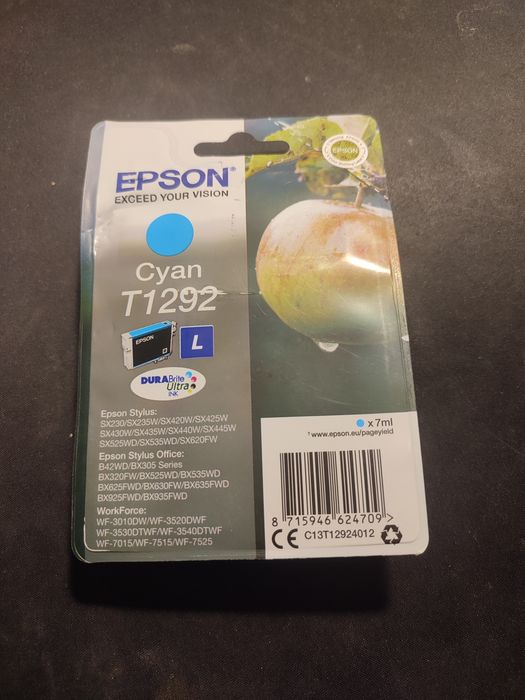 EPSON®
EXCEED YOUR VISION
EPSON
Cyan
T1292
EPSON
L
DURABrite
Ultra
INK
Epson Stylus:
SX230/SX235W/SX420W/SX425W
SX430W/SX435W/SX440W/SX445W
SX525WD/SX535WD/SX620FW
Epson Stylus Office:
B42WD/BX305 Series
BX320FW/BX525WD/BX535WD
BX625FWD/BX630FW/BX635FWD
BX925FWD/BX935FWD
WorkForce:
WF-3010DW/WF-3520DWF
WF-3530DTWF/WF-3540DTWF
WF-7015/WF-7515/WF-7525
x 7ml
¹ www.epson.eu/pageyield
8 715946 624709 >
CE C13T12924012